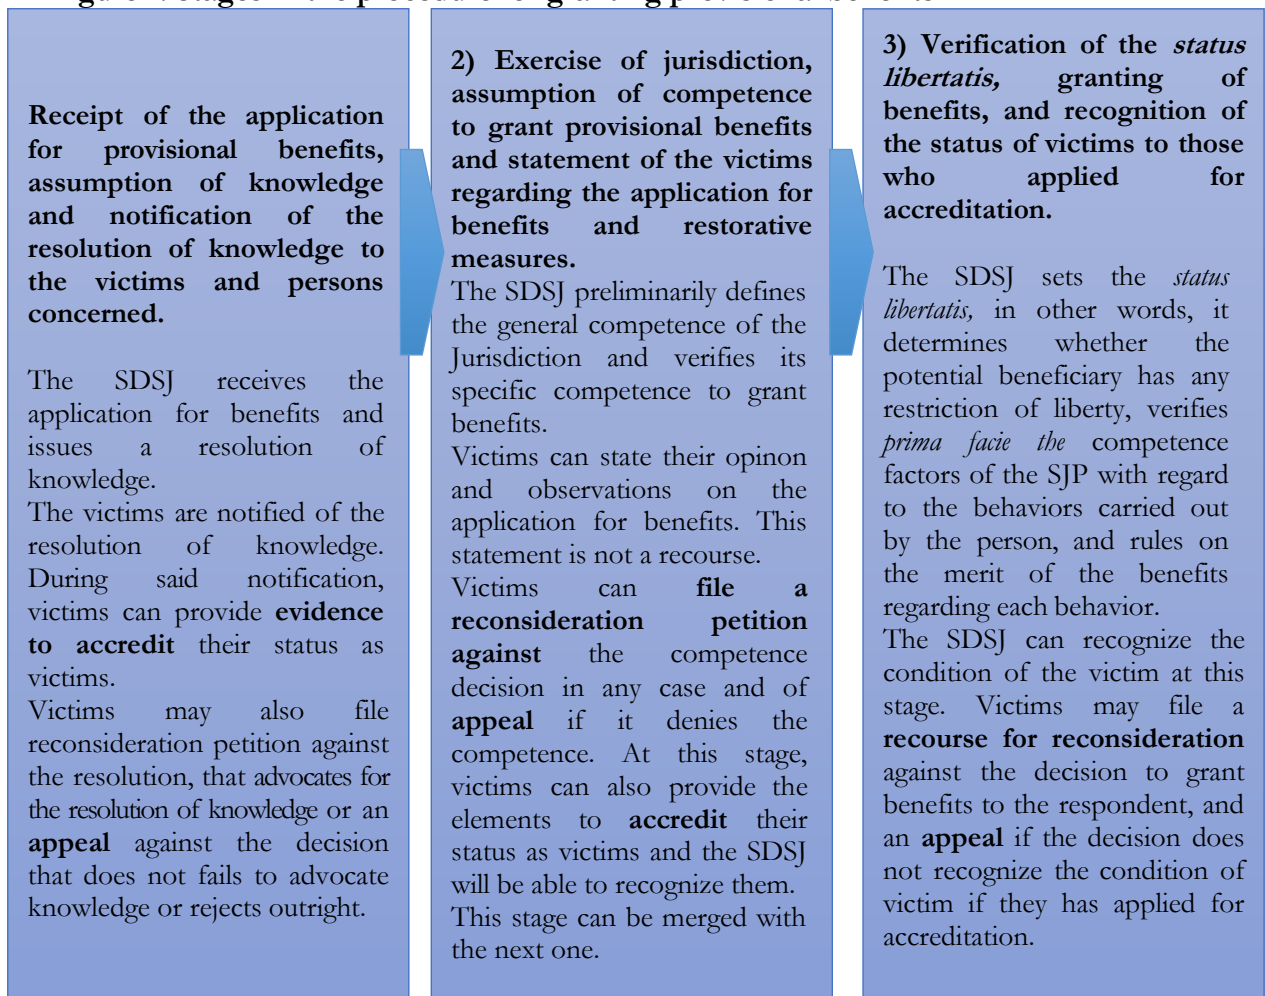 Receipt of the application
for provisional benefits,
assumption of knowledge
and notification of the
resolution of knowledge to
the victims and persons
concerned.
The SDSJ receives the
application for benefits and
issues a resolution of
knowledge.
The victims are notified of the
resolution of knowledge.
During said notification,
victims can provide evidence
to accredit their status as
victims.
Victims may also file
reconsideration petition against
the resolution, that advocates for
the resolution of knowledge or an
appeal against the decision
that does not fails to advocate
knowledge or rejects outright.
2) Exercise of jurisdiction,
assumption of competence
to grant provisional benefits
and statement of the victims
regarding the application for
benefits and restorative
measures.
The SDSJ preliminarily defines
the general competence of the
Jurisdiction and verifies its
specific competence to grant
benefits.
Victims can state their opinon
and observations on the
application for benefits. This
statement is not a recourse.
Victims can file a
reconsideration petition
against the competence
decision in any case and of
appeal if it denies the
competence. At this stage,
victims can also provide the
elements to accredit their
status as victims and the SDSJ
will be able to recognize them.
This stage can be merged with
the next one.
3) Verification of the status
libertatis, granting of
benefits, and recognition of
the status of victims to those
who applied for
accreditation.
The SDSJ sets the status
libertatis, in other words, it
determines whether the
potential beneficiary has any
restriction of liberty, verifies
prima facie the competence
factors of the SJP with regard
to the behaviors carried out
by the person, and rules on
the merit of the benefits
regarding each behavior.
The SDSJ can recognize the
condition of the victim at this
stage. Victims may file a
recourse for reconsideration
against the decision to grant
benefits to the respondent, and
an appeal if the decision does
not recognize the condition of
victim if they has applied for
accreditation.